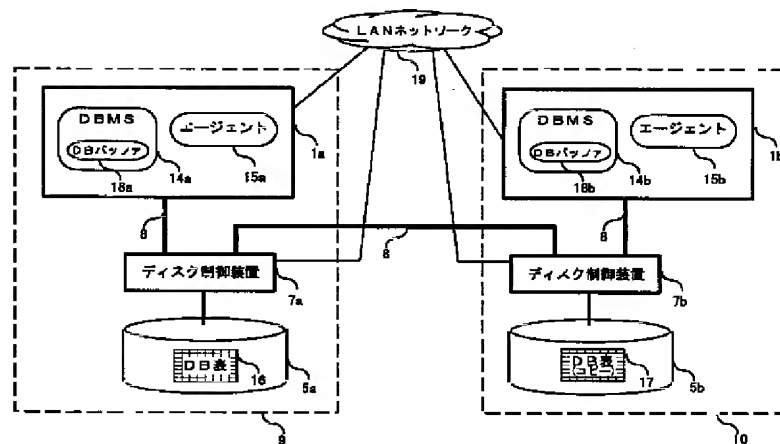 LANネットワーク
19
DBMS
DBバッファ
18a
14a
エージェント
15a
1a
DBMS
DBバッファ
18b
14b
エージェント
15b
1b
8
8
8
ディスク制御装置
7a
ディスク制御装置
7b
DB表
16
5a
DB表
(コピー)
17
5b
9
10